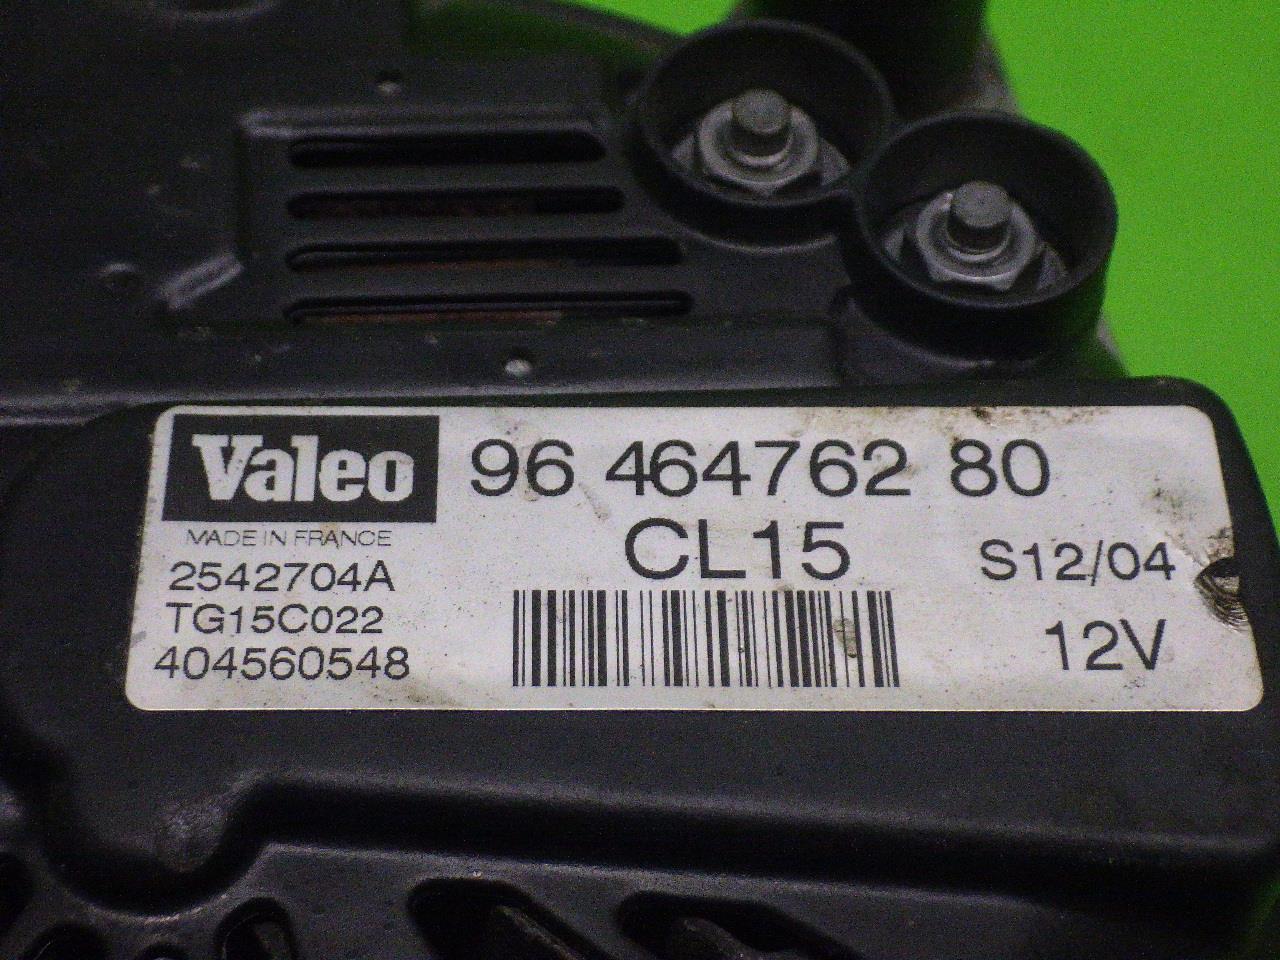 Valeo
96 464762 80
MADE IN FRANCE
CL15
2542704A
S12/04
TG15C022
404560548
12V